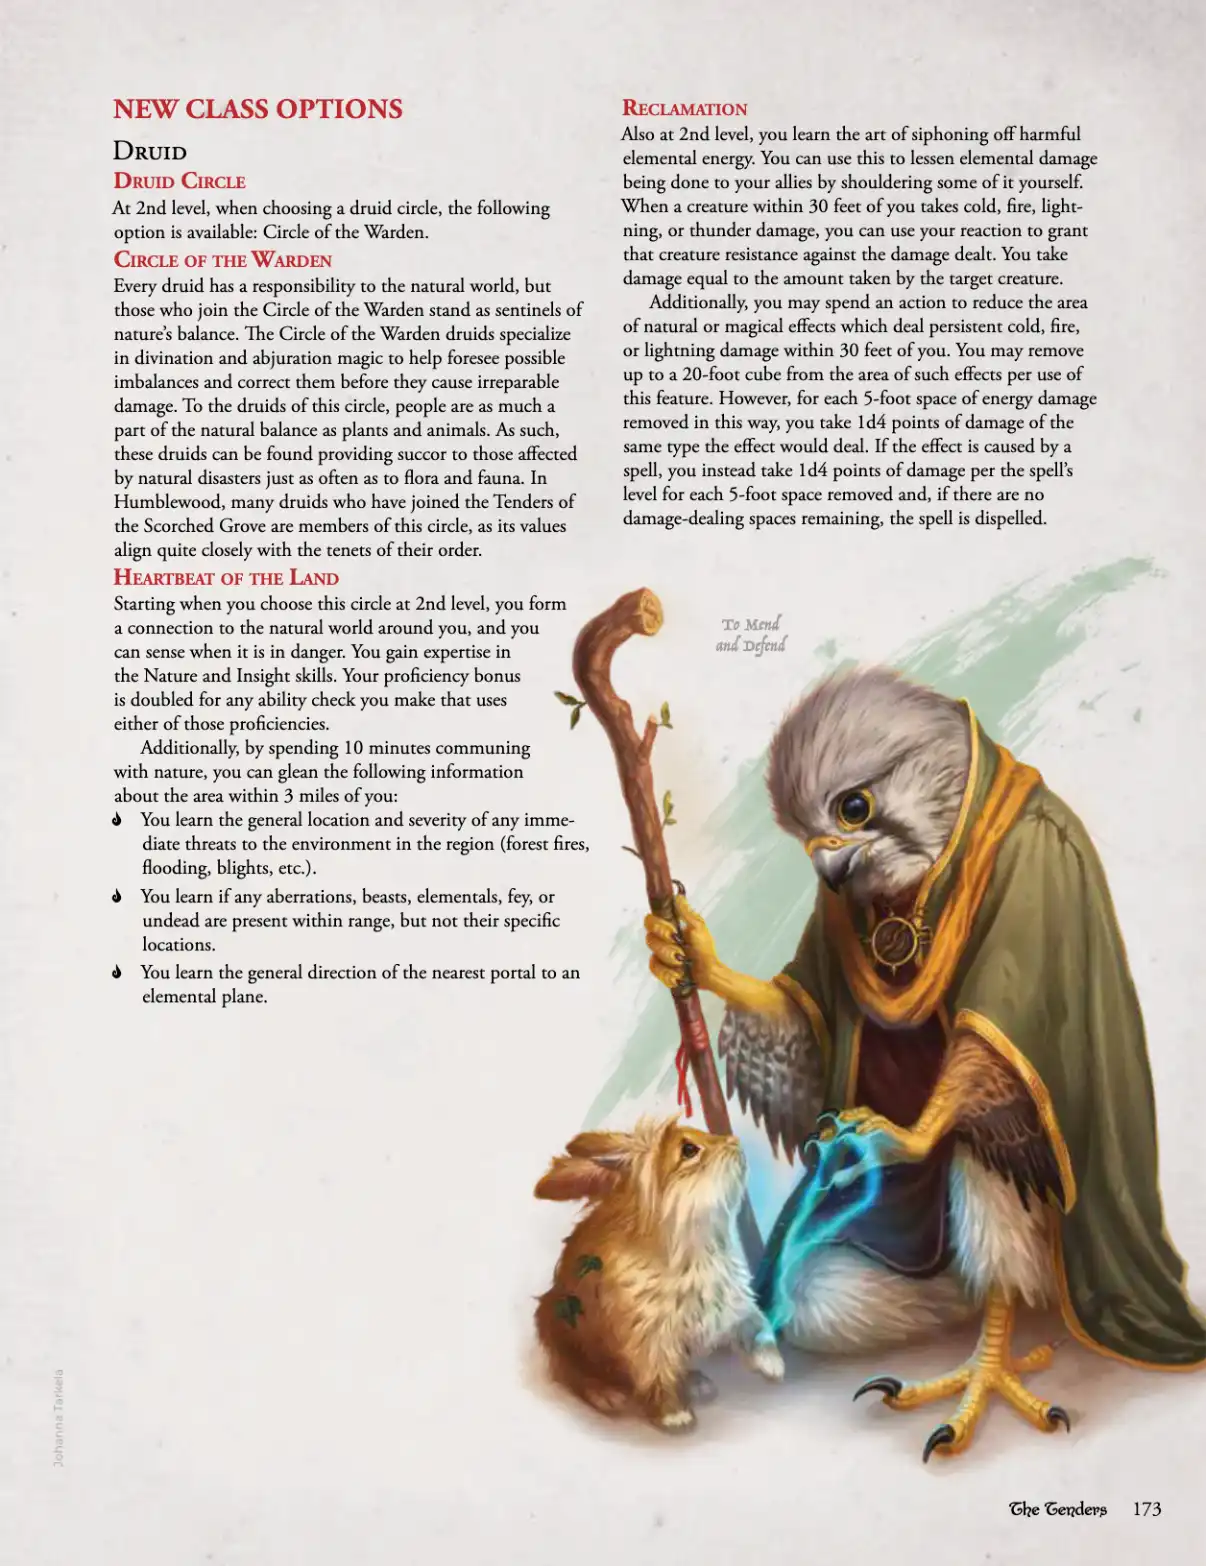 NEW CLASS OPTIONS
Druid
Druid Circle
At 2nd level, when choosing a druid circle, the following
option is available: Circle of the Warden.
Circle of the Warden
Every druid has a responsibility to the natural world, but
those who join the Circle of the Warden stand as sentinels of
nature's balance. The Circle of the Warden druids specialize
in divination and abjuration magic to help foresee possible
imbalances and correct them before they cause irreparable
damage. To the druids of this circle, people are as much a
part of the natural balance as plants and animals. As such,
these druids can be found providing succor to those affected
by natural disasters just as often as to flora and fauna. In
Humblewood, many druids who have joined the Tenders of
the Scorched Grove are members of this circle, as its values
align quite closely with the tenets of their order.
Heartbeat of the Land
Starting when you choose this circle at 2nd level, you form
a connection to the natural world around you, and you
can sense when it is in danger. You gain expertise in
the Nature and Insight skills. Your proficiency bonus
is doubled for any ability check you make that uses
either of those proficiencies.
Additionally, by spending 10 minutes communing
with nature, you can glean the following information
about the area within 3 miles of you:
You learn the general location and severity of any imme-
diate threats to the environment in the region (forest fires,
flooding, blights, etc.).
You learn if any aberrations, beasts, elementals, fey, or
undead are present within range, but not their specific
locations.
You learn the general direction of the nearest portal to an
elemental plane.
Reclamation
Also at 2nd level, you learn the art of siphoning off harmful
elemental energy. You can use this to lessen elemental damage
being done to your allies by shouldering some of it yourself.
When a creature within 30 feet of you takes cold, fire, light-
ning, or thunder damage, you can use your reaction to grant
that creature resistance against the damage dealt. You take
damage equal to the amount taken by the target creature.
Additionally, you may spend an action to reduce the area
of natural or magical effects which deal persistent cold, fire,
or lightning damage within 30 feet of you. You may remove
up to a 20-foot cube from the area of such effects per use of
this feature. However, for each 5-foot space of energy damage
removed in this way, you take 1d4 points of damage of the
same type the effect would deal. If the effect is caused by a
spell, you instead take 1d4 points of damage per the spell's
level for each 5-foot space removed and, if there are no
damage-dealing spaces remaining, the spell is dispelled.
To Mend
and Defend
Johanna Tarkela
The Tenders 173